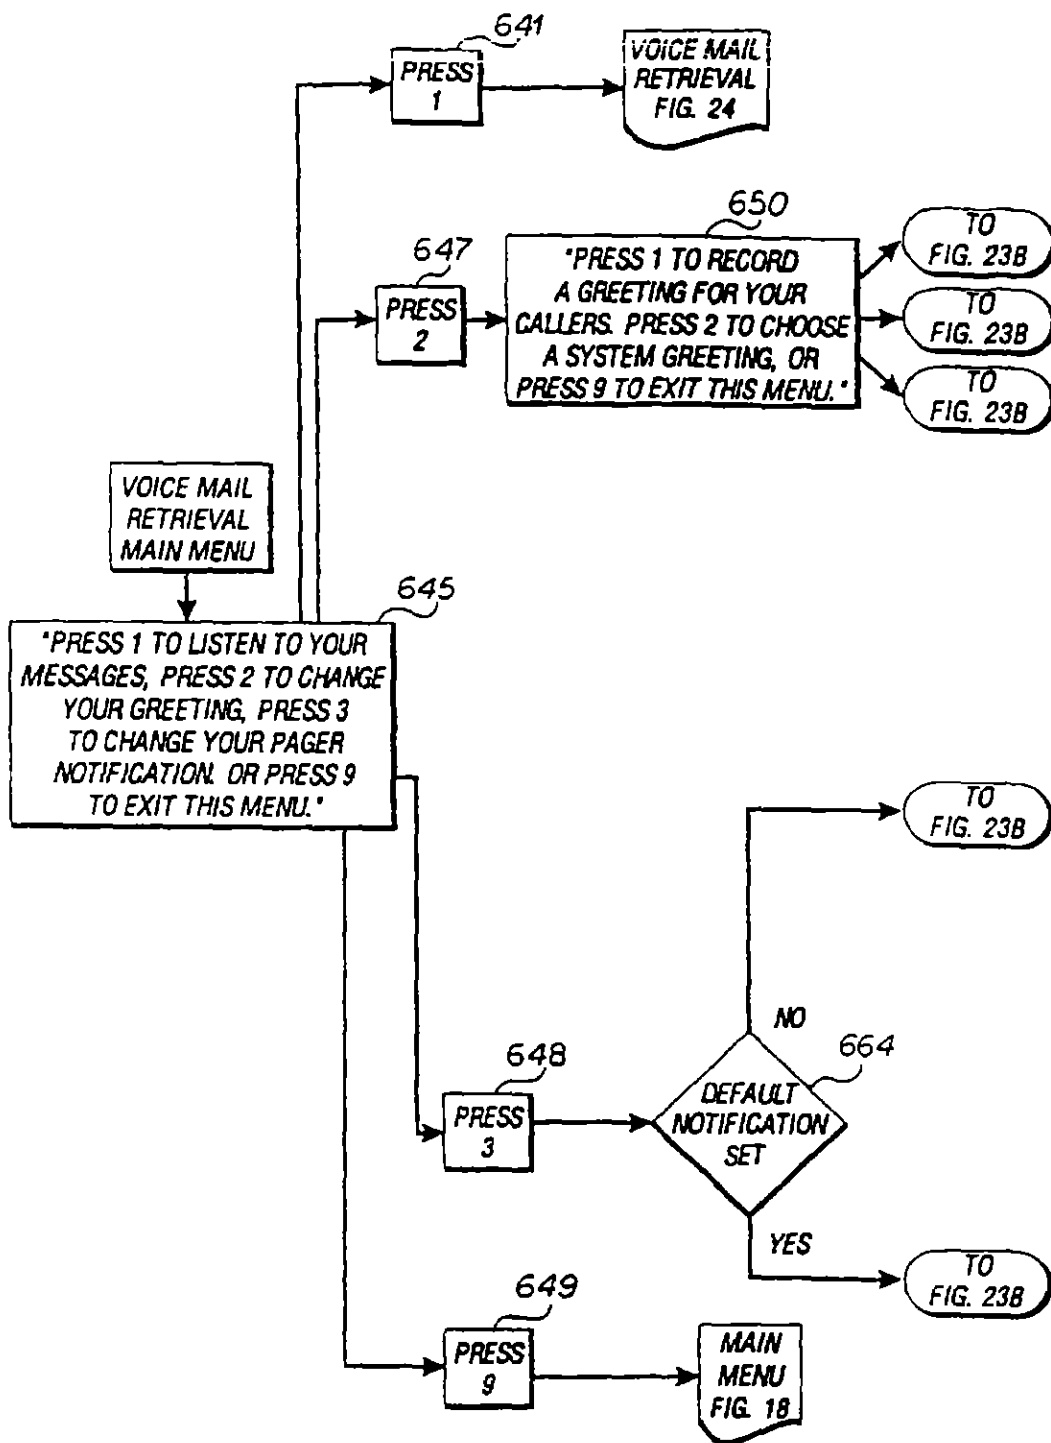 641
PRESS
1
VOICE MAIL
RETRIEVAL
FIG. 24
650
647
PRESS
2
"PRESS 1 TO RECORD
A GREETING FOR YOUR
CALLERS. PRESS 2 TO CHOOSE
A SYSTEM GREETING, OR
PRESS 9 TO EXIT THIS MENU."
TO
FIG. 23B
TO
FIG. 23B
TO
FIG. 23B
VOICE MAIL
RETRIEVAL
MAIN MENU
645
"PRESS 1 TO LISTEN TO YOUR
MESSAGES, PRESS 2 TO CHANGE
YOUR GREETING, PRESS 3
TO CHANGE YOUR PAGER
NOTIFICATION. OR PRESS 9
TO EXIT THIS MENU."
TO
FIG. 23B
NO
648
PRESS
3
664
DEFAULT
NOTIFICATION
SET
YES
TO
FIG. 23B
649
PRESS
9
MAIN
MENU
FIG. 18